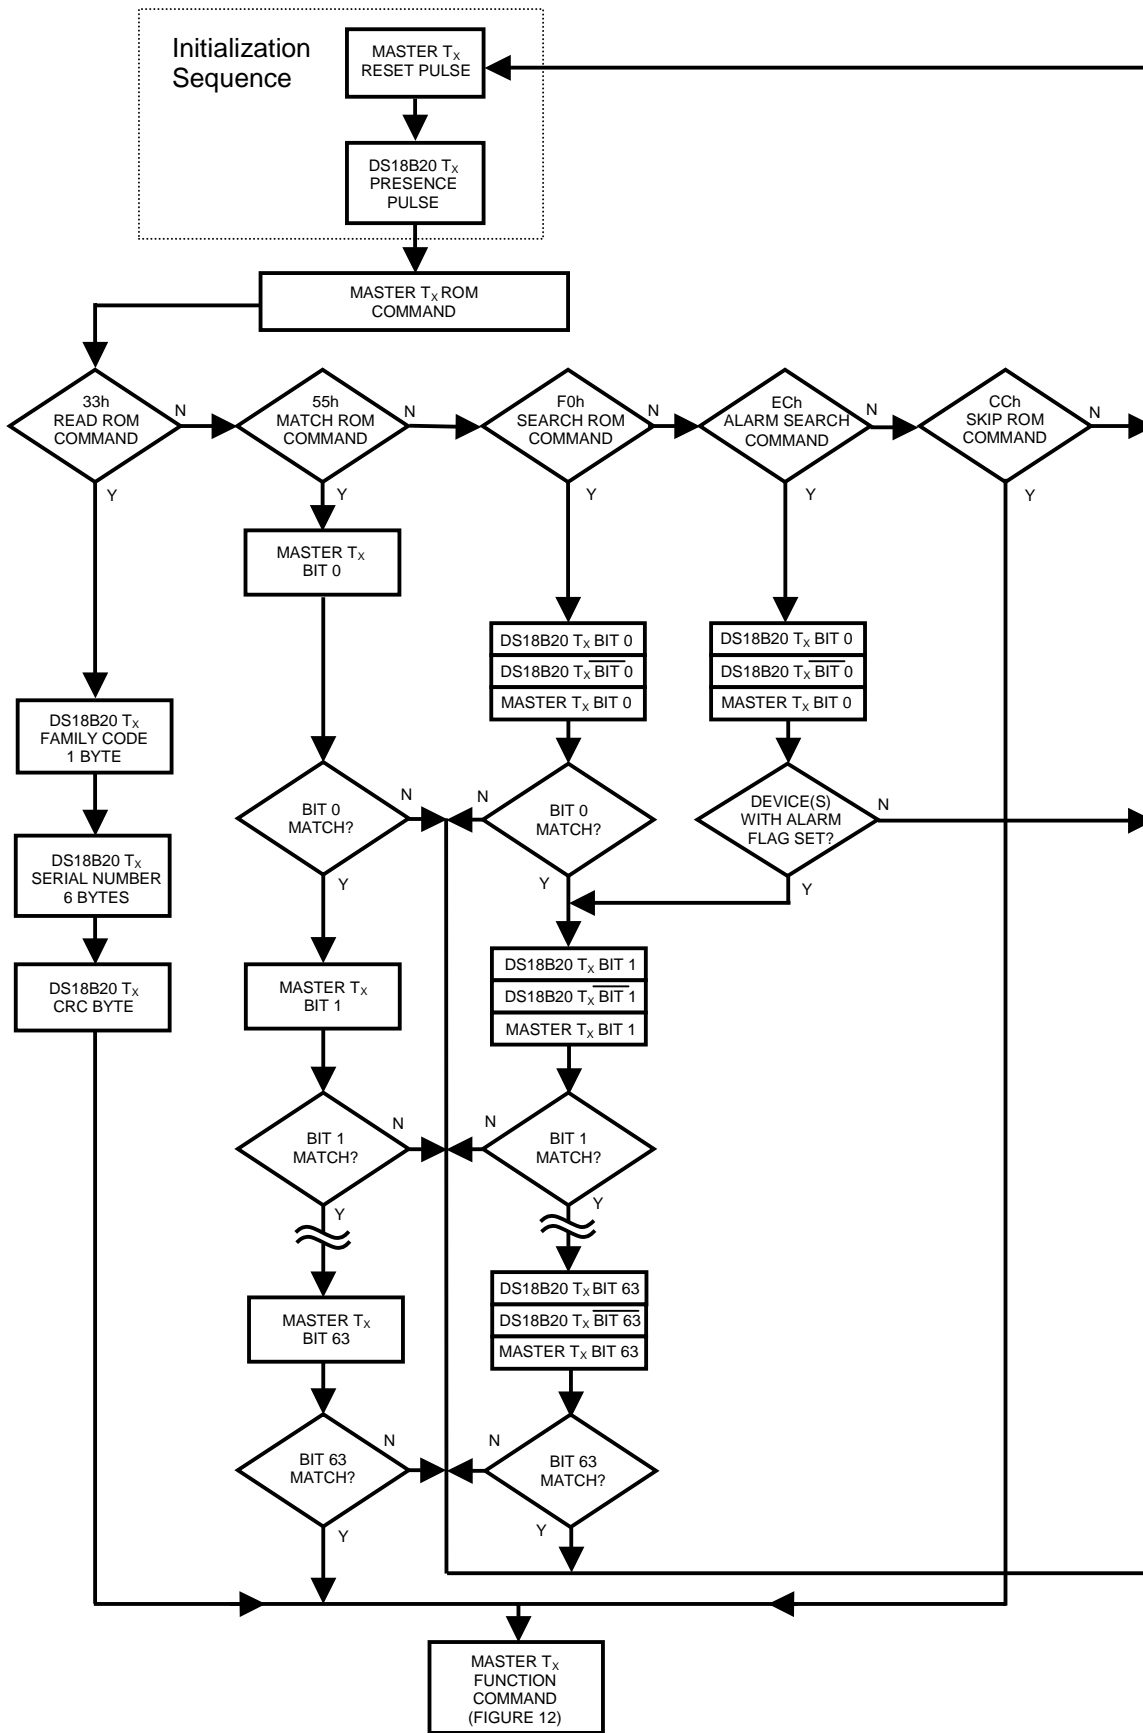 Initialization
Sequence
MASTER TX
RESET PULSE
DS18B20 TX
PRESENCE
PULSE
MASTER TX ROM
COMMAND
33h
READ ROM
COMMAND
N
Y
55h
MATCH ROM
COMMAND
N
Y
F0h
SEARCH ROM
COMMAND
N
Y
ECh
ALARM SEARCH
COMMAND
N
Y
CCh
SKIP ROM
COMMAND
N
Y
MASTER TX
BIT 0
DS18B20 TX BIT 0
DS18B20 TX BIT 0
MASTER TX BIT 0
DS18B20 TX BIT 0
DS18B20 TX BIT 0
MASTER TX BIT 0
DS18B20 TX
FAMILY CODE
1 BYTE
DS18B20 TX
SERIAL NUMBER
6 BYTES
DS18B20 TX
CRC BYTE
BIT 0
MATCH?
N
Y
N
BIT 0
MATCH?
Y
DEVICE(S)
WITH ALARM
FLAG SET?
N
Y
MASTER TX
BIT 1
DS18B20 TX BIT 1
DS18B20 TX BIT 1
MASTER TX BIT 1
BIT 1
MATCH?
N
Y
N
BIT 1
MATCH?
Y
MASTER TX
BIT 63
DS18B20 TX BIT 63
DS18B20 TX BIT 63
MASTER TX BIT 63
BIT 63
MATCH?
N
Y
N
BIT 63
MATCH?
Y
MASTER TX
FUNCTION
COMMAND
(FIGURE 12)